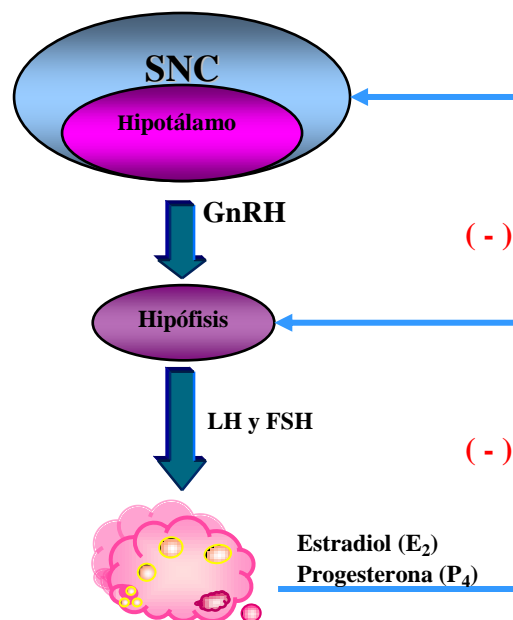 SNC
Hipotálamo
GnRH
( - )
Hipófisis
LH y FSH
( - )
Estradiol (E₂)
Progesterona (P₄)